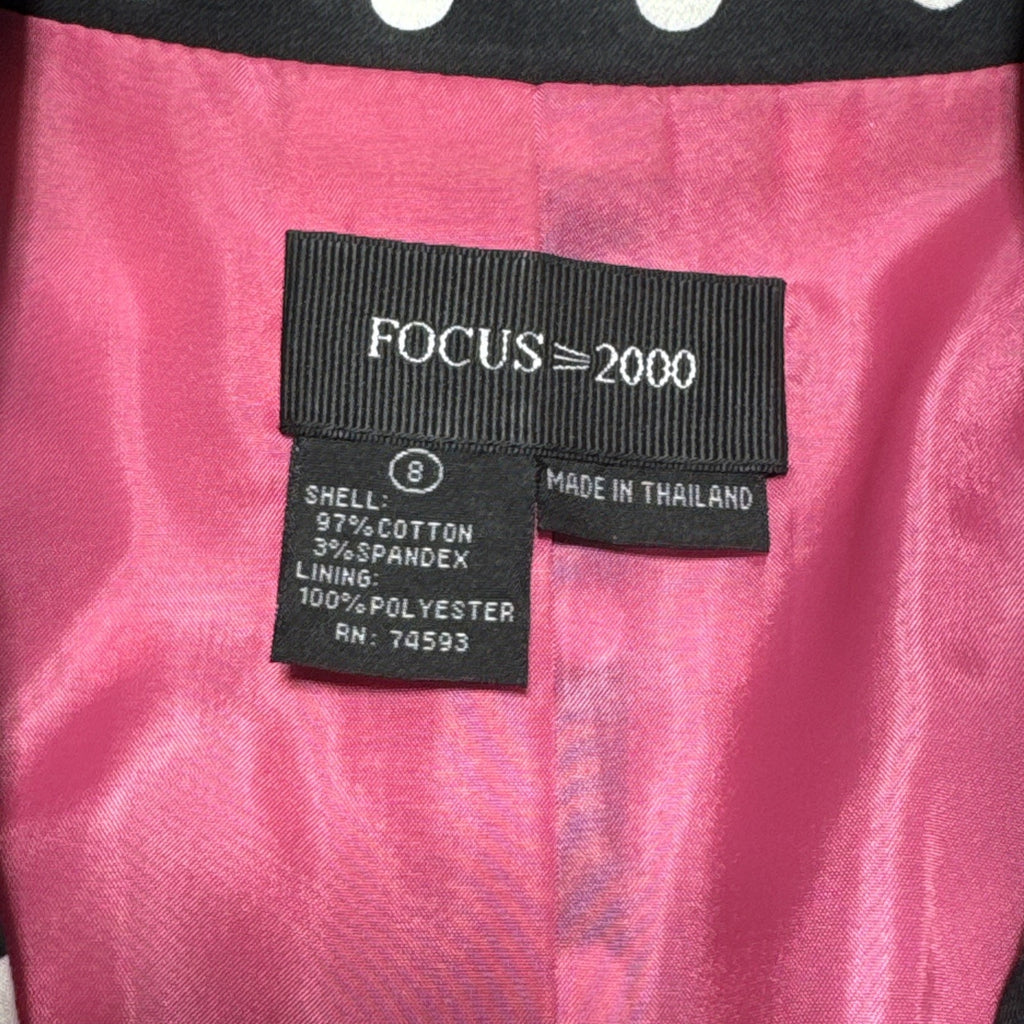 FOCUS 2000
8
SHELL:
97% COTTON
3% SPANDEX
LINING:
100% POLYESTER
RN: 74593
MADE IN THAILAND